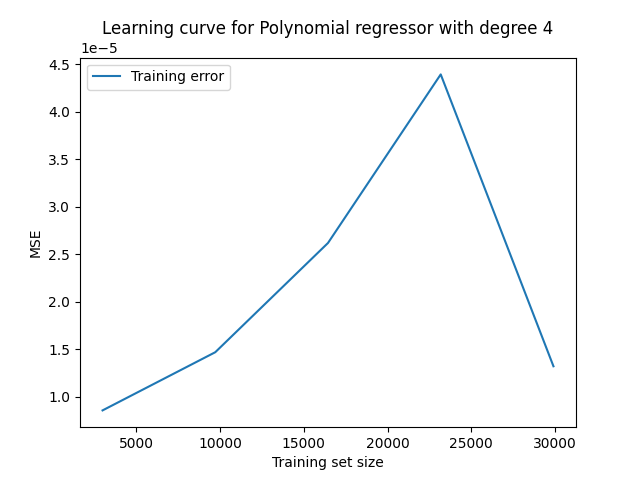 Learning curve for Polynomial regressor with degree 4
1e−5
Training error
4.5
4.0
3.5
3.0
2.5
2.0
1.5
1.0
MSE
5000 10000 15000 20000 25000 30000
Training set size